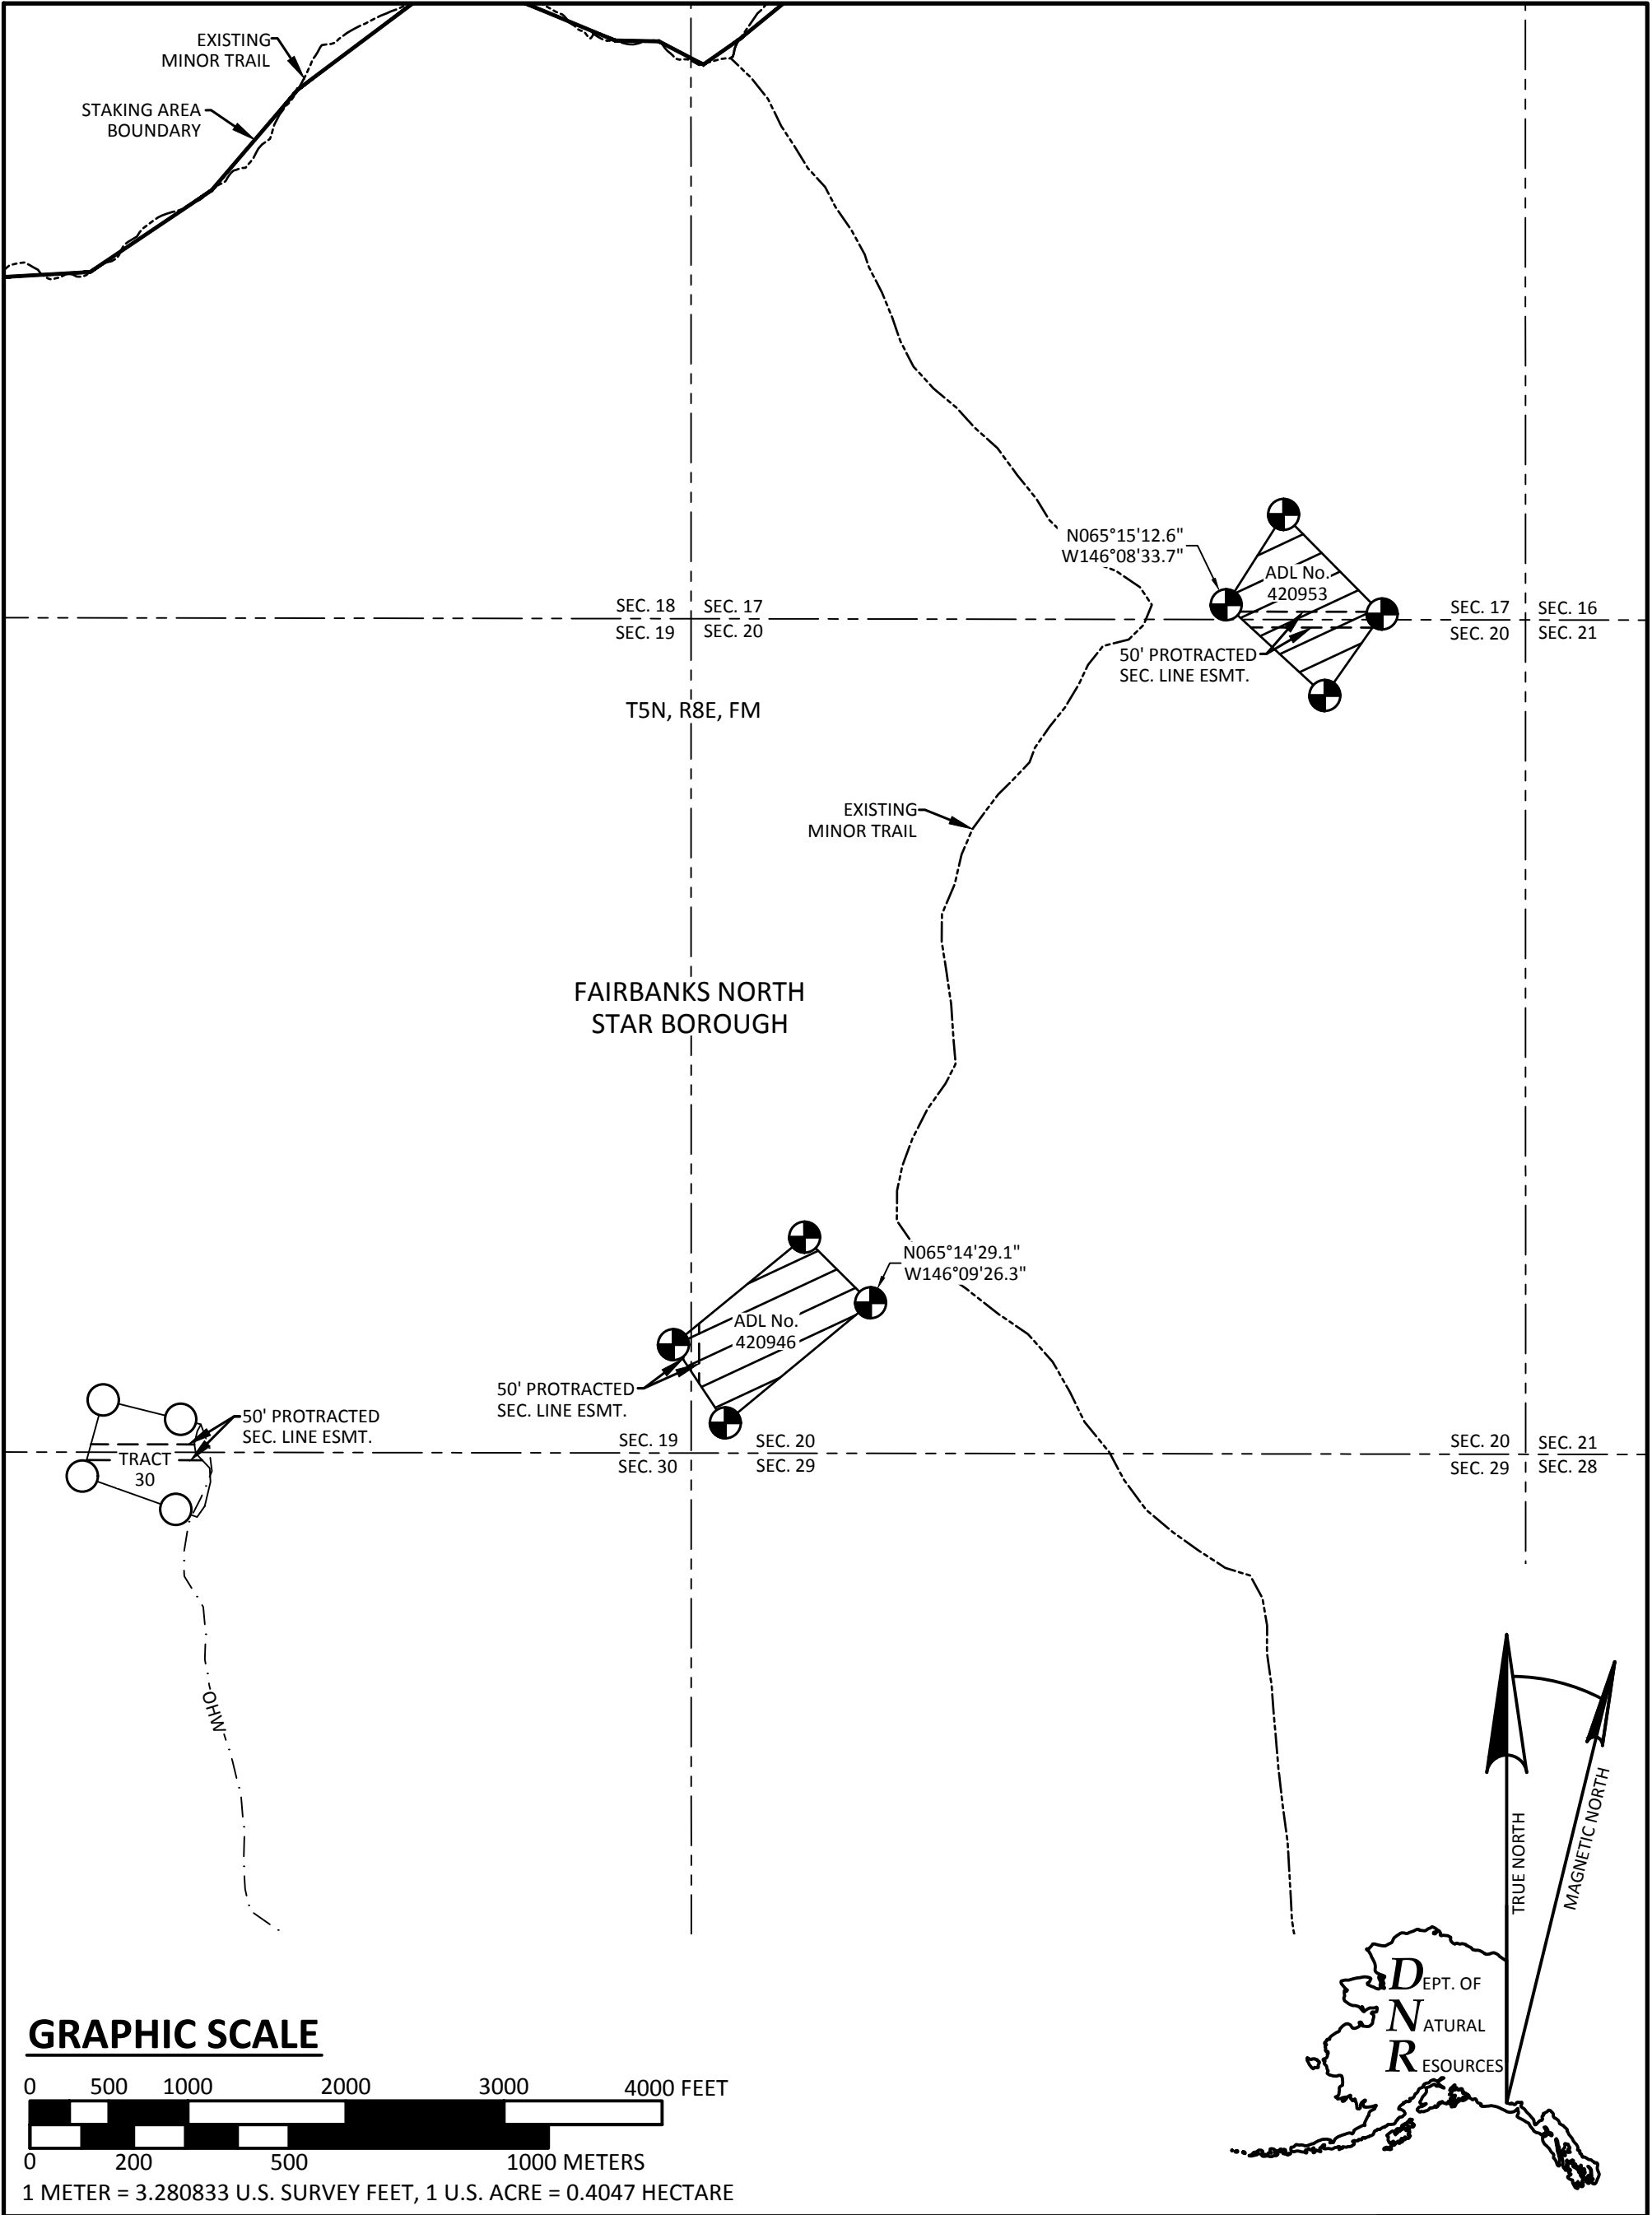 EXISTING
MINOR TRAIL
STAKING AREA
BOUNDARY
N065°15'12.6"
W146°08'33.7"
ADL No.
420953
SEC. 18 SEC. 17
SEC. 19 SEC. 20
SEC. 17 SEC. 16
SEC. 20 SEC. 21
50' PROTRACTED
SEC. LINE ESMT.
T5N, R8E, FM
EXISTING
MINOR TRAIL
FAIRBANKS NORTH
STAR BOROUGH
N065°14'29.1"
W146°09'26.3"
ADL No.
420946
50' PROTRACTED
SEC. LINE ESMT.
50' PROTRACTED
SEC. LINE ESMT.
TRACT
30
SEC. 19 SEC. 20
SEC. 30 SEC. 29
SEC. 20 SEC. 21
SEC. 29 SEC. 28
OHW
TRUE NORTH
MAGNETIC NORTH
DEPT. OF
NATURAL
RESOURCES
GRAPHIC SCALE
0 500 1000 2000 3000 4000 FEET
0 200 500 1000 METERS
1 METER = 3.280833 U.S. SURVEY FEET, 1 U.S. ACRE = 0.4047 HECTARE